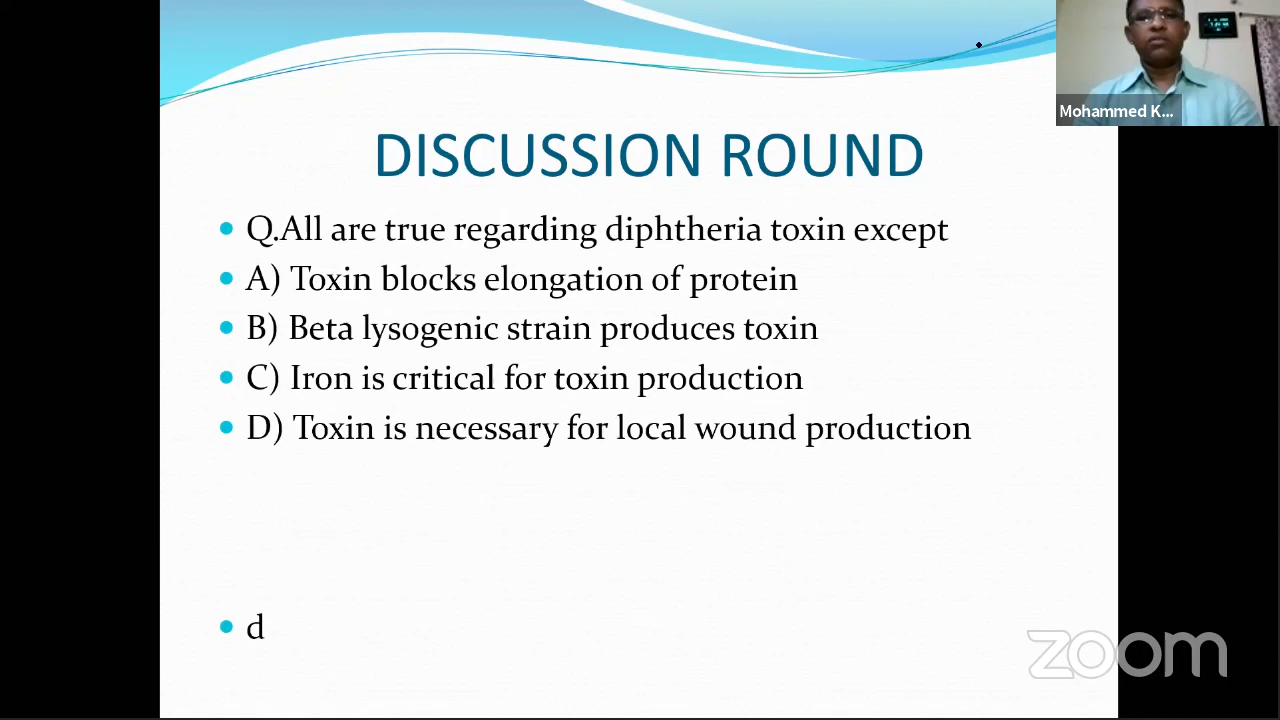 Mohammed K...
DISCUSSION ROUND
Q.All are true regarding diphtheria toxin except
A) Toxin blocks elongation of protein
B) Beta lysogenic strain produces toxin
C) Iron is critical for toxin production
D) Toxin is necessary for local wound production
d
zoom